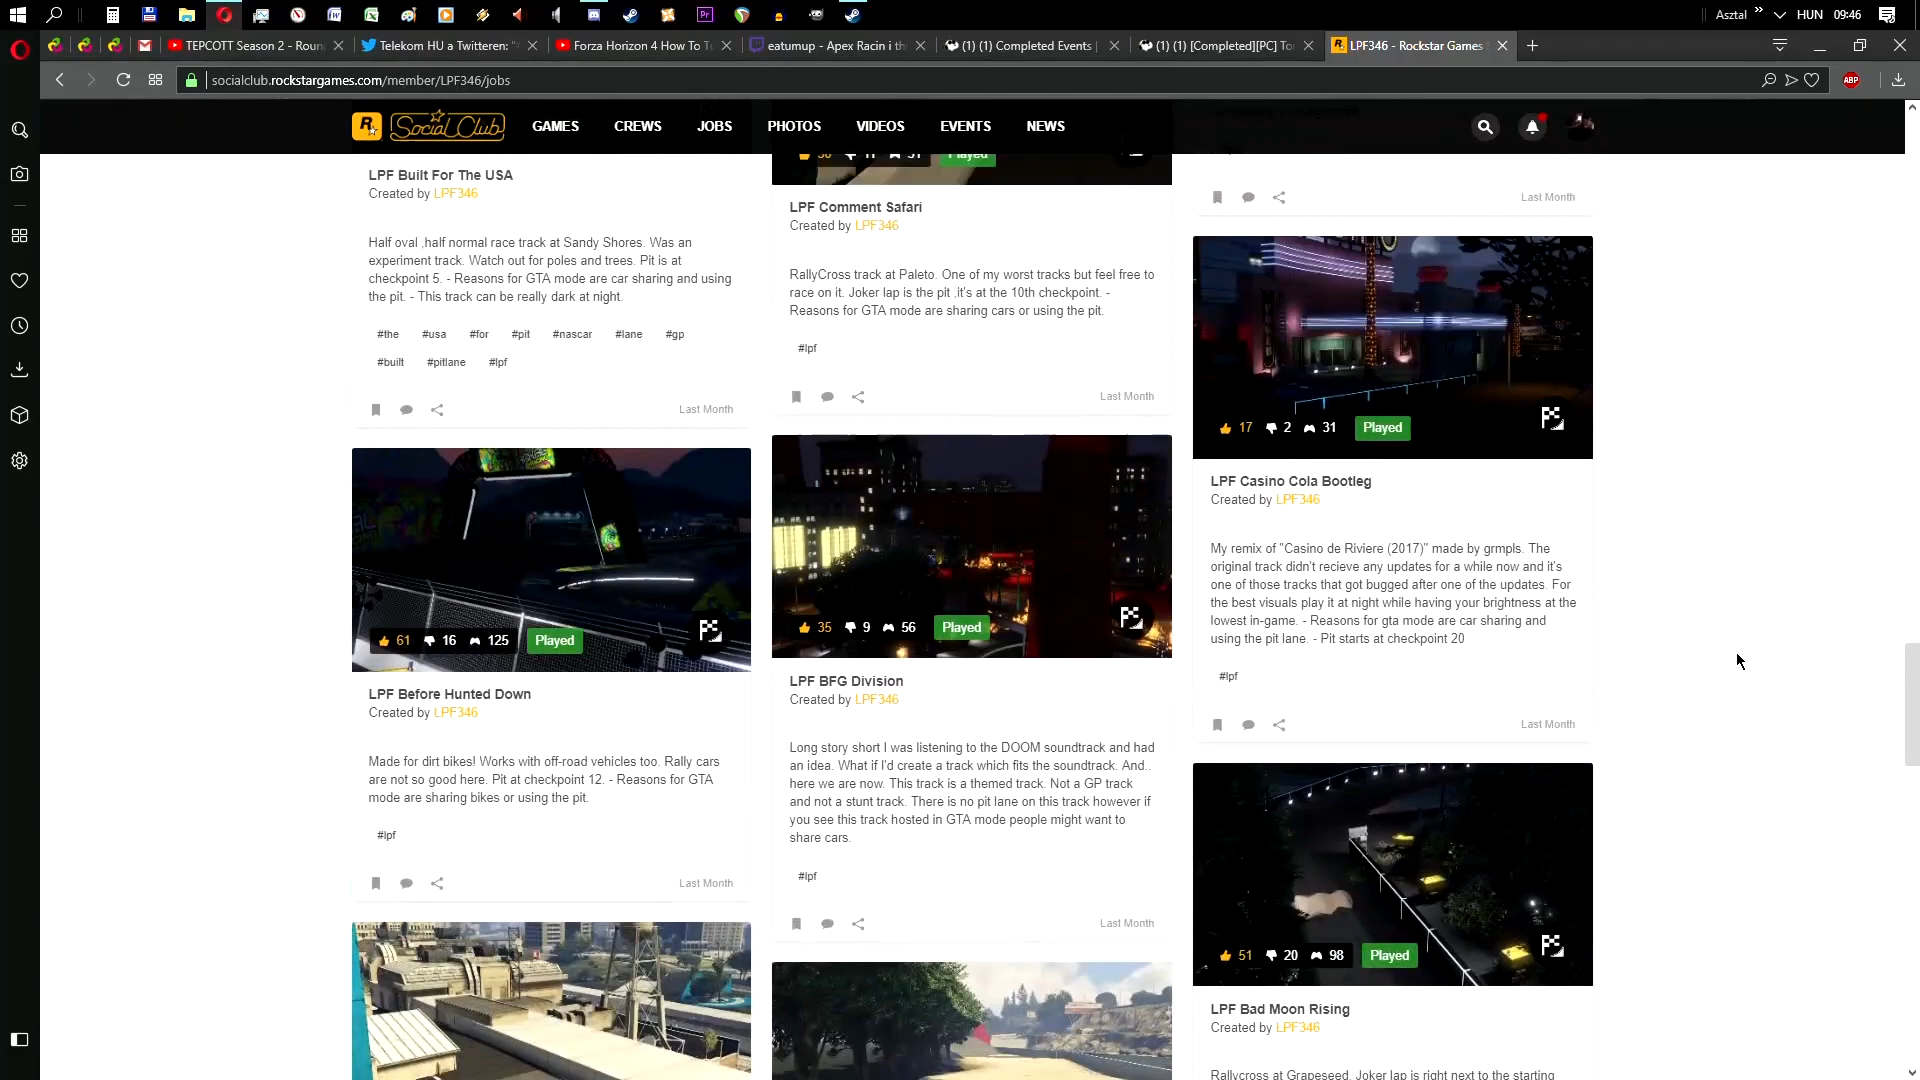 Asztal
HUN
09:46
TEPCOTT Season 2 - Roun
Telekom HU a Twitteren: "
Forza Horizon 4 How To T
eatumup - Apex Racin i th
(1) (1) Completed Events
(1) (1) [Completed][PC] To
LPF346 - Rockstar Games
socialclub.rockstargames.com/member/LPF346/jobs
ABP
Social Club
GAMES
CREWS
JOBS
PHOTOS
VIDEOS
EVENTS
NEWS
LPF Built For The USA
Created by LPF346
Half oval ,half normal race track at Sandy Shores. Was an
experiment track. Watch out for poles and trees. Pit is at
checkpoint 5. - Reasons for GTA mode are car sharing and using
the pit. - This track can be really dark at night.
#the #usa #for #pit #nascar #lane #gp
#built #pitlane #lpf
Last Month
61 16 125 Played
LPF Before Hunted Down
Created by LPF346
Made for dirt bikes! Works with off-road vehicles too. Rally cars
are not so good here. Pit at checkpoint 12. - Reasons for GTA
mode are sharing bikes or using the pit.
#lpf
Last Month
Played
LPF Comment Safari
Created by LPF346
RallyCross track at Paleto. One of my worst tracks but feel free to
race on it. Joker lap is the pit ,it's at the 10th checkpoint. -
Reasons for GTA mode are sharing cars or using the pit.
#lpf
Last Month
35 9 56 Played
LPF BFG Division
Created by LPF346
Long story short I was listening to the DOOM soundtrack and had
an idea. What if I'd create a track which fits the soundtrack. And..
here we are now. This track is a themed track. Not a GP track
and not a stunt track. There is no pit lane on this track however if
you see this track hosted in GTA mode people might want to
share cars.
#lpf
Last Month
Last Month
17 2 31 Played
LPF Casino Cola Bootleg
Created by LPF346
My remix of "Casino de Riviere (2017)" made by grmpls. The
original track didn't recieve any updates for a while now and it's
one of those tracks that got bugged after one of the updates. For
the best visuals play it at night while having your brightness at the
lowest in-game. - Reasons for gta mode are car sharing and
using the pit lane. - Pit starts at checkpoint 20
#lpf
Last Month
51 20 98 Played
LPF Bad Moon Rising
Created by LPF346
Rallycross at Grapeseed. Joker lap is right next to the starting